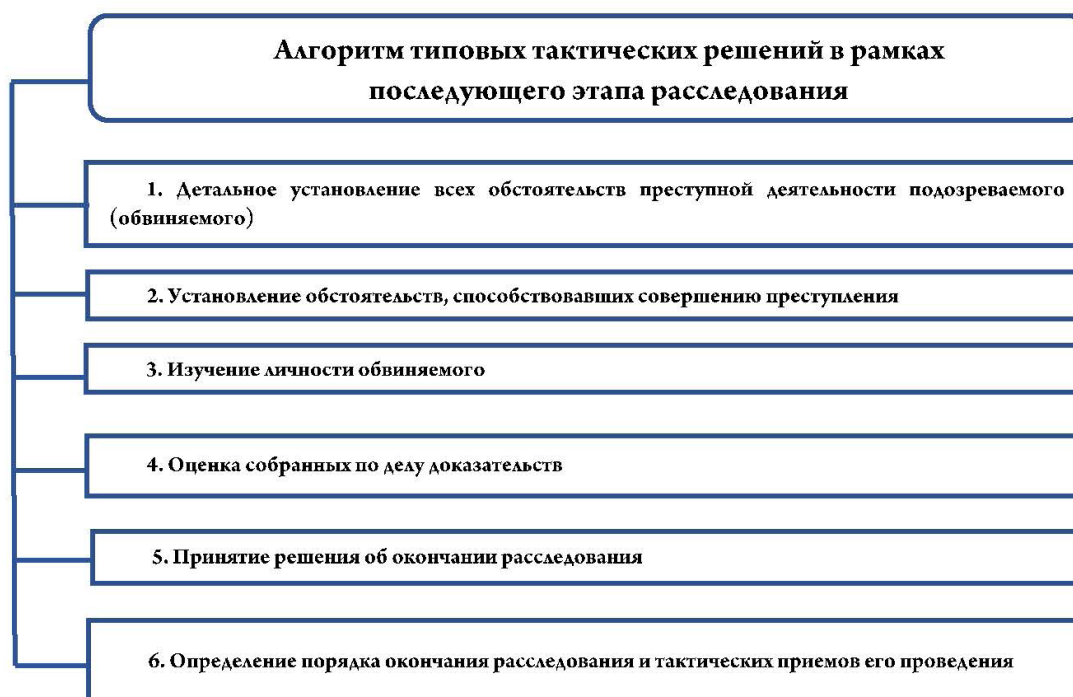 Алгоритм типовых тактических решений в рамках
последующего этапа расследования
1. Детальное установление всех обстоятельств преступной деятельности подозреваемого
(обвиняемого)
2. Установление обстоятельств, способствовавших совершению преступления
3. Изучение личности обвиняемого
4. Оценка собранных по делу доказательств
5. Принятие решения об окончании расследования
6. Определение порядка окончания расследования и тактических приемов его проведения